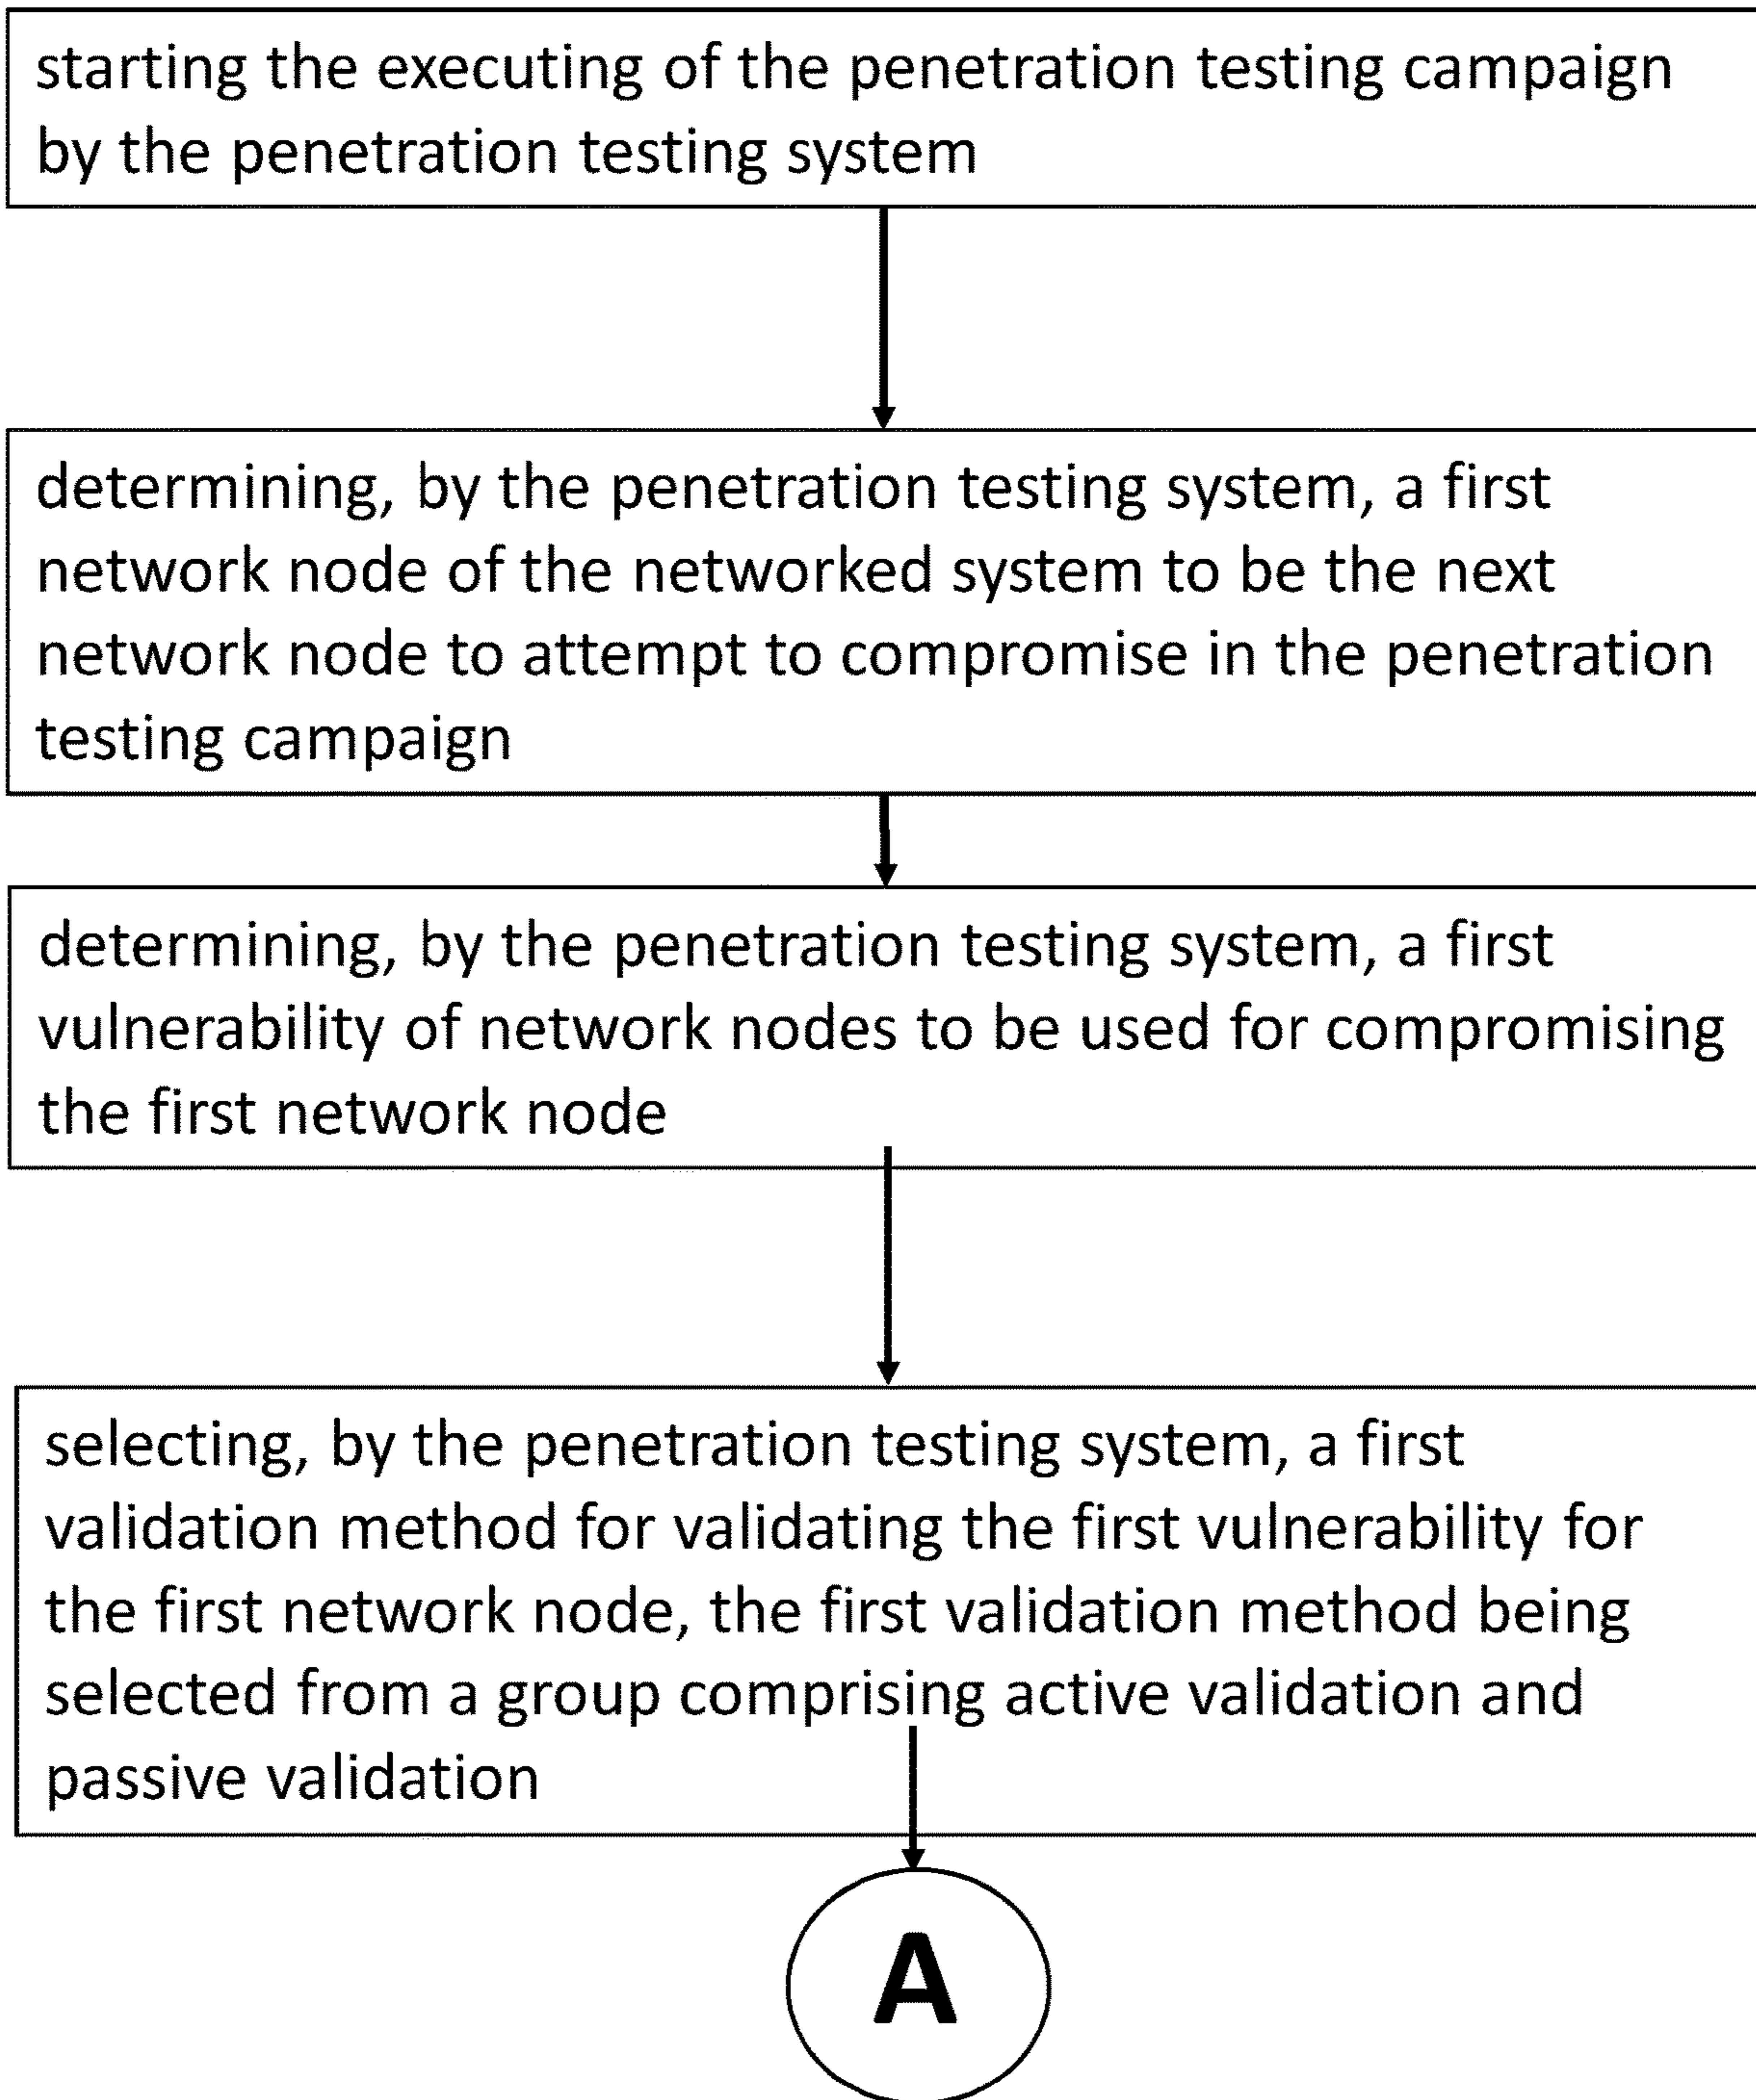 starting the executing of the penetration testing campaign
by the penetration testing system
determining, by the penetration testing system, a first
network node of the networked system to be the next
network node to attempt to compromise in the penetration
testing campaign
determining, by the penetration testing system, a first
vulnerability of network nodes to be used for compromising
the first network node
selecting, by the penetration testing system, a first
validation method for validating the first vulnerability for
the first network node, the first validation method being
selected from a group comprising active validation and
passive validation
A